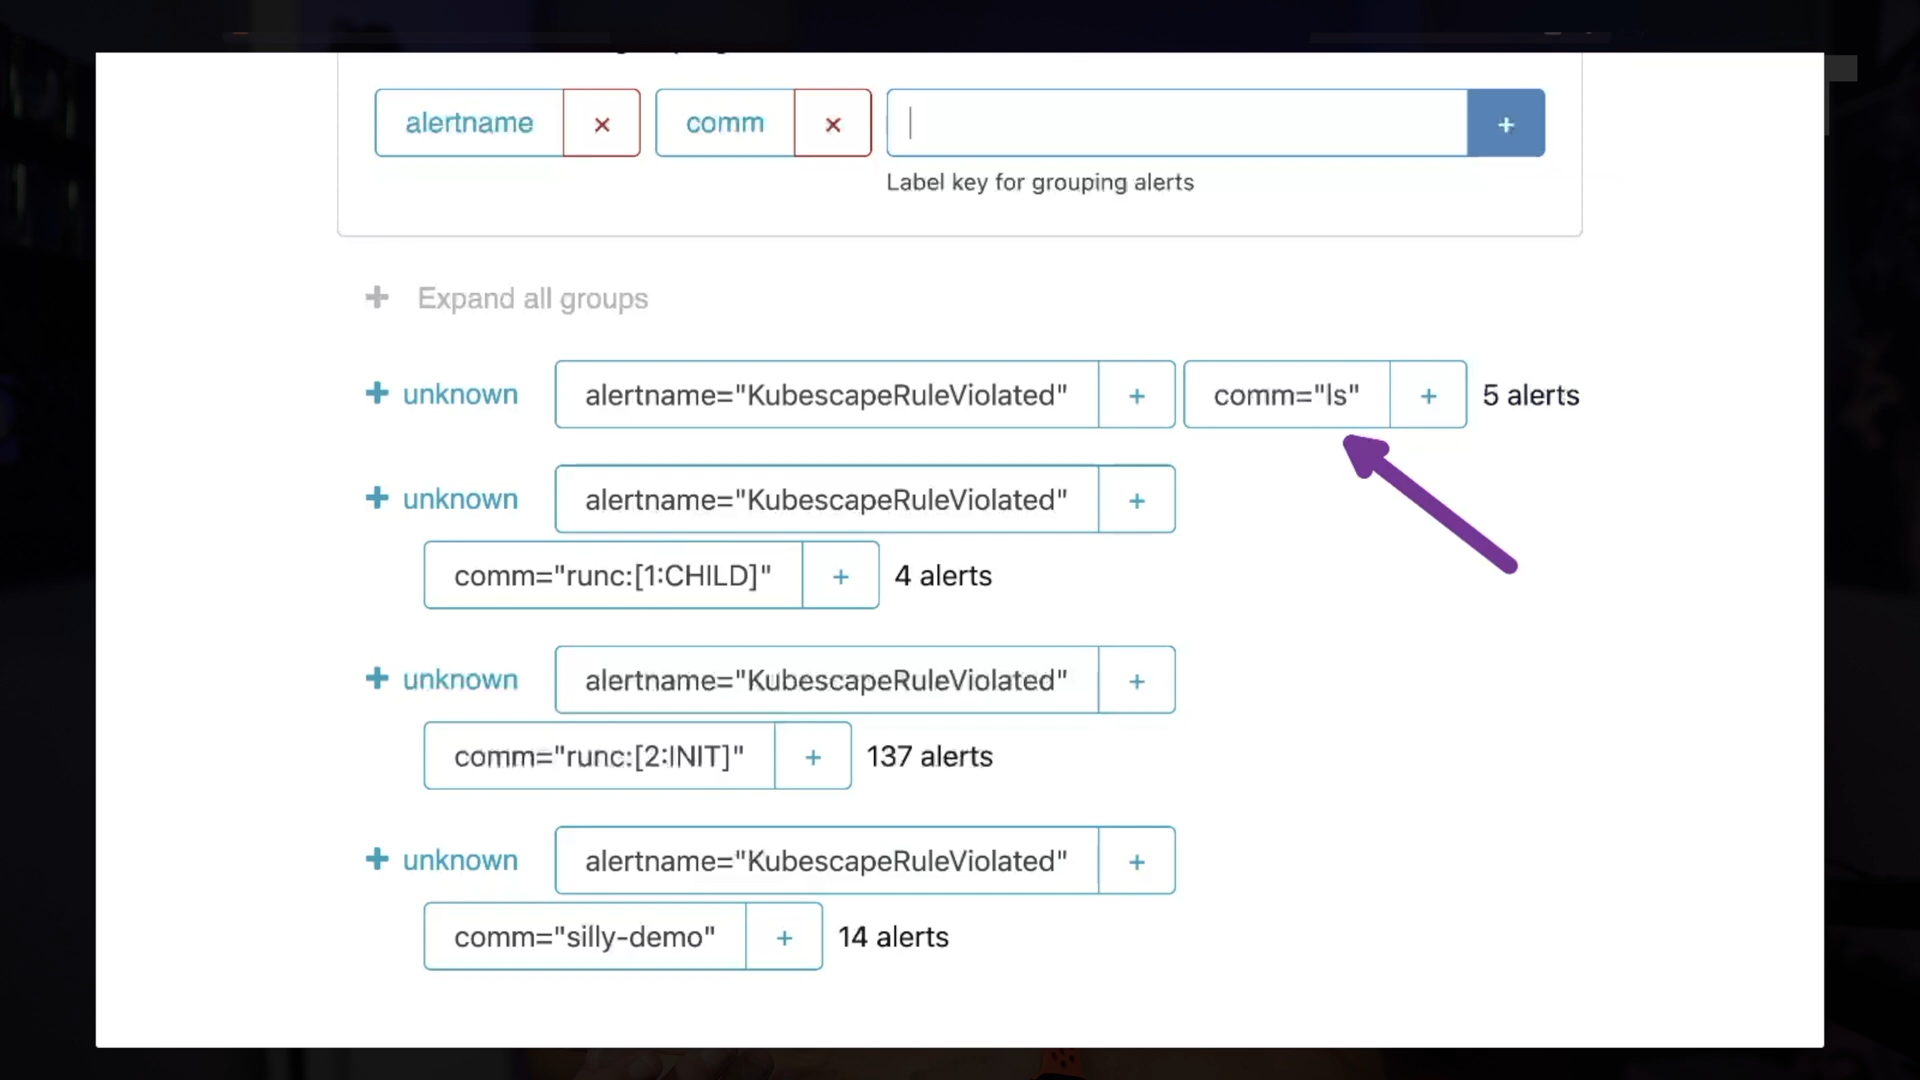 alertname × comm × +
Label key for grouping alerts
+ Expand all groups
+ unknown alertname="KubescapeRuleViolated" + comm="ls" + 5 alerts
+ unknown alertname="KubescapeRuleViolated" +
comm="runc:[1:CHILD]" + 4 alerts
+ unknown alertname="KubescapeRuleViolated" +
comm="runc:[2:INIT]" + 137 alerts
+ unknown alertname="KubescapeRuleViolated" +
comm="silly-demo" + 14 alerts